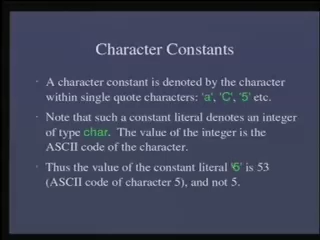 Character Constants
· A character constant is denoted by the character
within single quote characters: 'a', 'C', '5' etc.
· Note that such a constant literal denotes an integer
of type char. The value of the integer is the
ASCII code of the character.
· Thus the value of the constant literal '5' is 53
(ASCII code of character 5), and not 5.